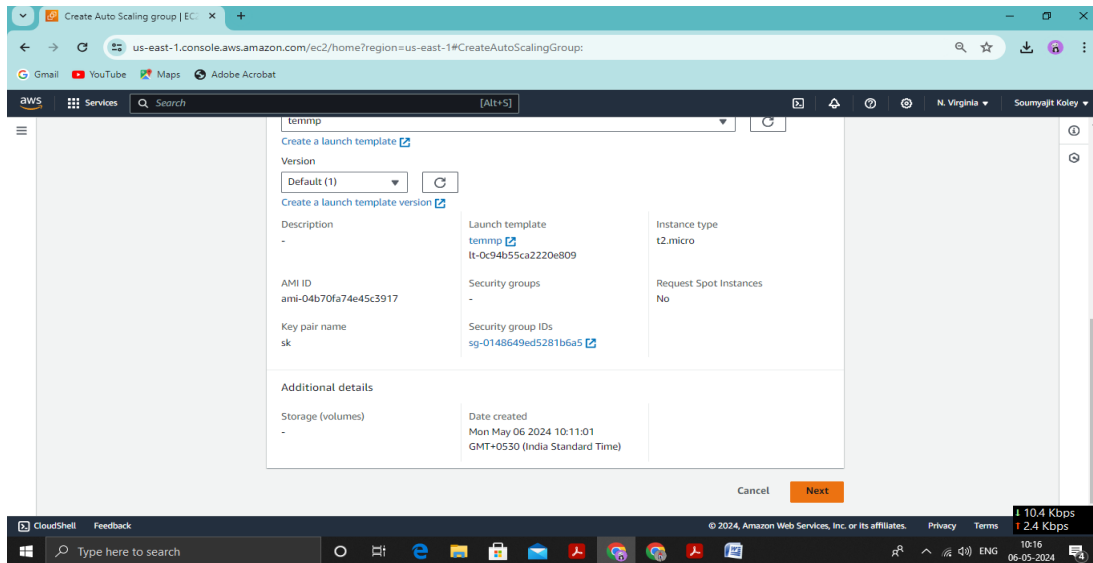 Create Auto Scaling group | EC2
us-east-1.console.aws.amazon.com/ec2/home?region=us-east-1#CreateAutoScalingGroup:
Gmail YouTube Maps Adobe Acrobat
aws Services Search [Alt+S] N. Virginia Soumyajit Koley
temmp
Create a launch template
Version
Default (1)
Create a launch template version
Description
-
Launch template
temmp
lt-0c94b55ca2220e809
Instance type
t2.micro
AMI ID
ami-04b70fa74e45c3917
Security groups
-
Request Spot Instances
No
Key pair name
sk
Security group IDs
sg-0148649ed5281b6a5
Additional details
Storage (volumes)
-
Date created
Mon May 06 2024 10:11:01
GMT+0530 (India Standard Time)
Cancel Next
10.4 Kbps
2.4 Kbps
CloudShell Feedback © 2024, Amazon Web Services, Inc. or its affiliates. Privacy Terms
Type here to search ENG
10:16
06-05-2024
4